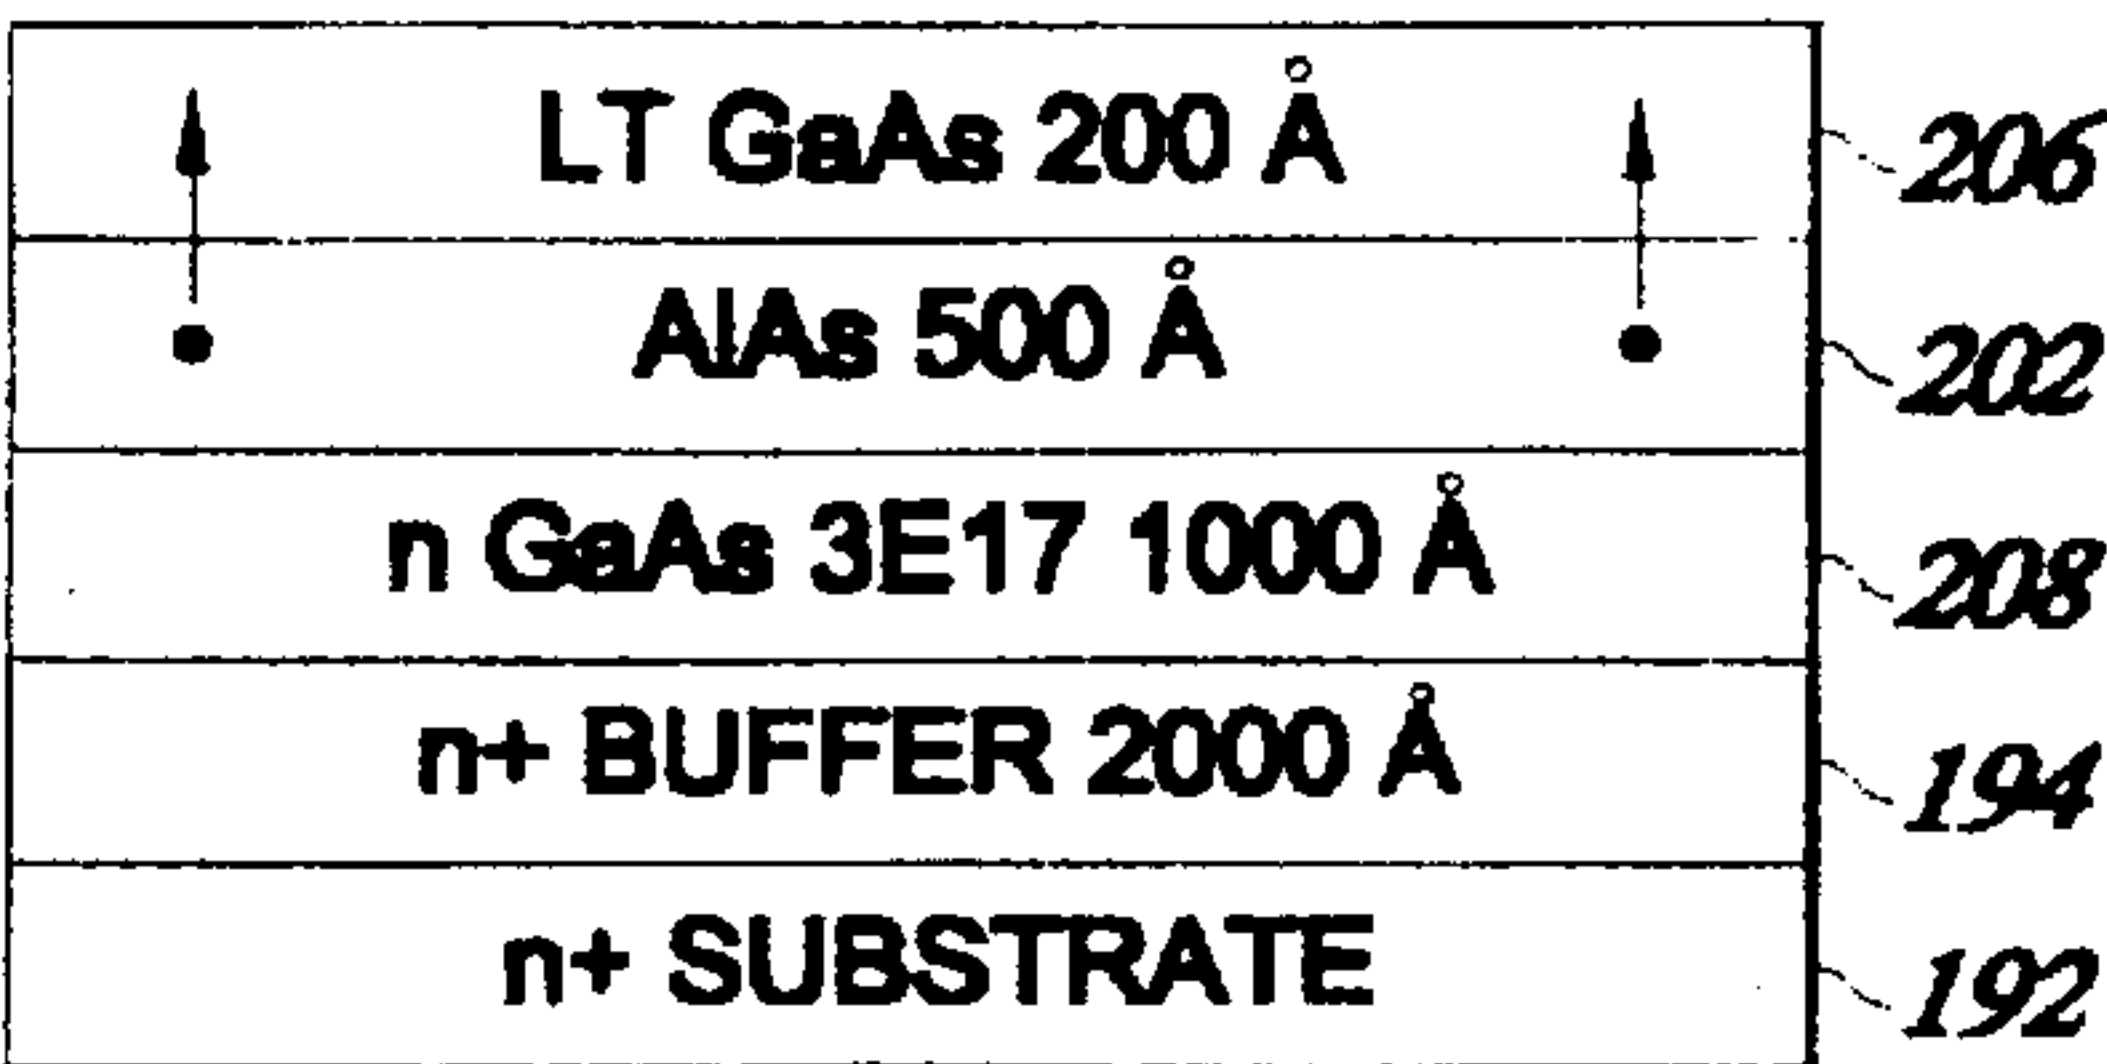 LT GaAs 200 Å 206
AlAs 500 Å 202
n GaAs 3E17 1000 Å 208
n+ BUFFER 2000 Å 194
n+ SUBSTRATE 192